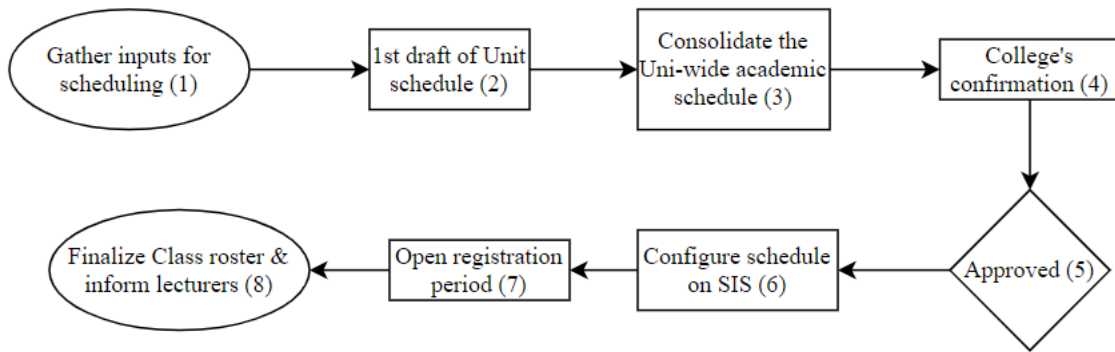 Gather inputs for
scheduling (1)
1st draft of Unit
schedule (2)
Consolidate the
Uni-wide academic
schedule (3)
College's
confirmation (4)
Approved (5)
Configure schedule
on SIS (6)
Open registration
period (7)
Finalize Class roster &
inform lecturers (8)